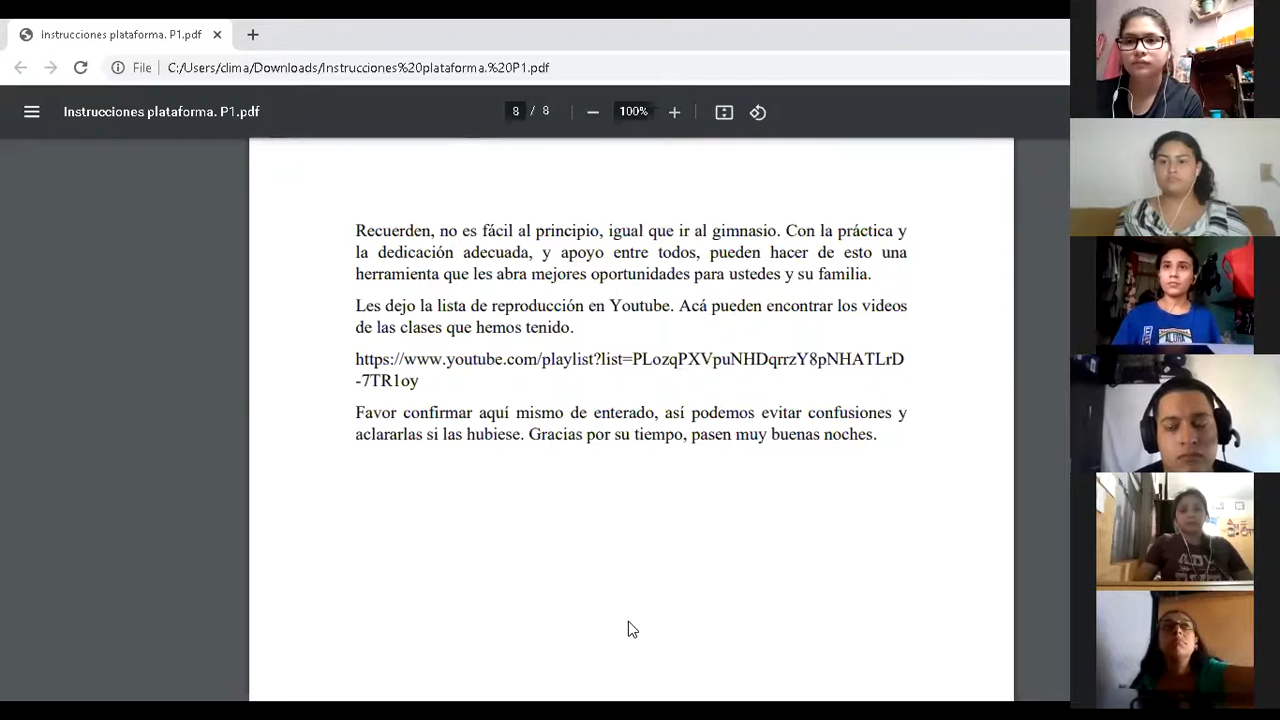 Instrucciones plataforma. P1.pdf
File C:/Users/clima/Downloads/Instrucciones%20plataforma.%20P1.pdf
Instrucciones plataforma. P1.pdf 8 / 8 100%
Recuerden, no es fácil al principio, igual que ir al gimnasio. Con la práctica y
la dedicación adecuada, y apoyo entre todos, pueden hacer de esto una
herramienta que les abra mejores oportunidades para ustedes y su familia.
Les dejo la lista de reproducción en Youtube. Acá pueden encontrar los videos
de las clases que hemos tenido.
https://www.youtube.com/playlist?list=PLozqPXVpuNHDqrrzY8pNHATLrD
-7TR1oy
Favor confirmar aquí mismo de enterado, así podemos evitar confusiones y
aclararlas si las hubiese. Gracias por su tiempo, pasen muy buenas noches.